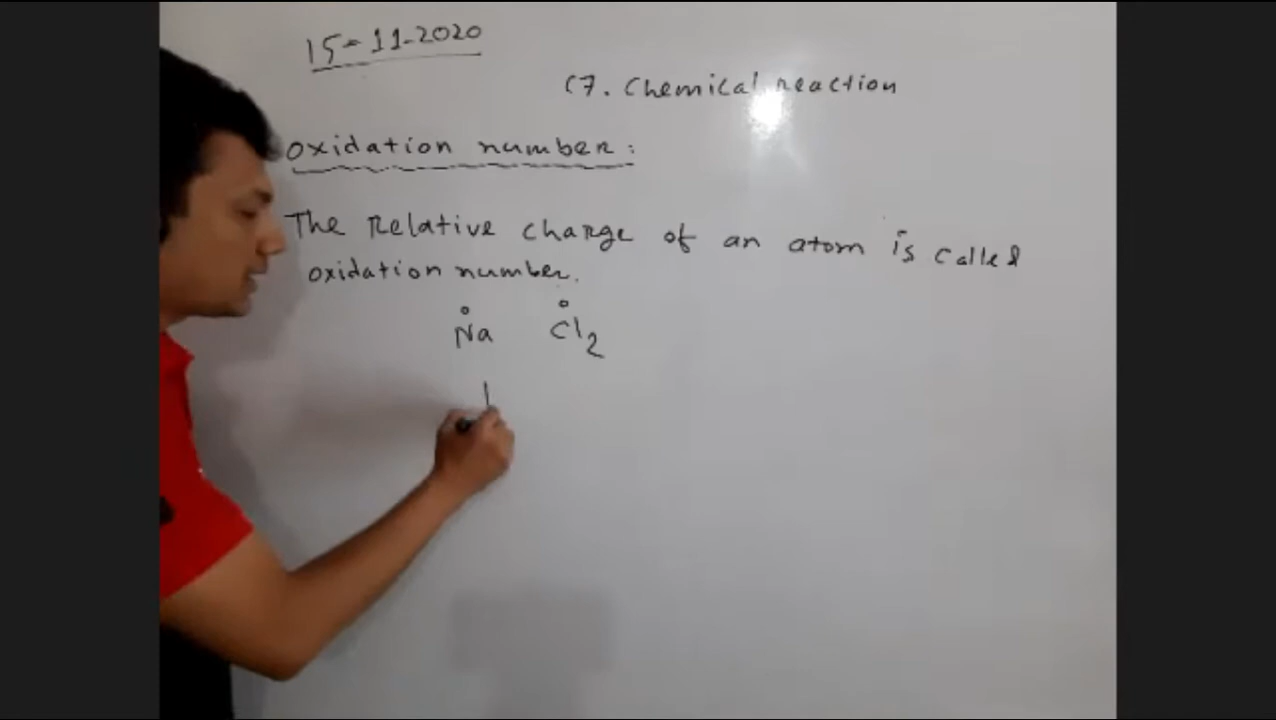 15-11-2020
C7. Chemical reaction
oxidation number:
The Relative charge of an atom is called
oxidation number.
o o
Na Cl2